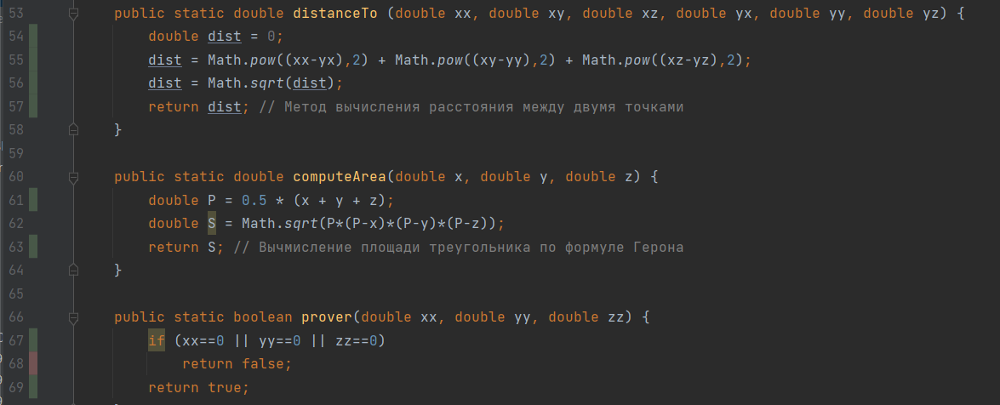 53 public static double distanceTo (double xx, double xy, double xz, double yx, double yy, double yz) {
54 double dist = 0;
55 dist = Math.pow((xx-yx),2) + Math.pow((xy-yy),2) + Math.pow((xz-yz),2);
56 dist = Math.sqrt(dist);
57 return dist; // Метод вычисления расстояния между двумя точками
58 }
59
60 public static double computeArea(double x, double y, double z) {
61 double P = 0.5 * (x + y + z);
62 double S = Math.sqrt(P*(P-x)*(P-y)*(P-z));
63 return S; // Вычмисление площади треугольника по формуле Герона
64 }
65
66 public static boolean prover(double xx, double yy, double zz) {
67 if (xx==0 || yy==0 || zz==0)
68 return false;
69 return true;